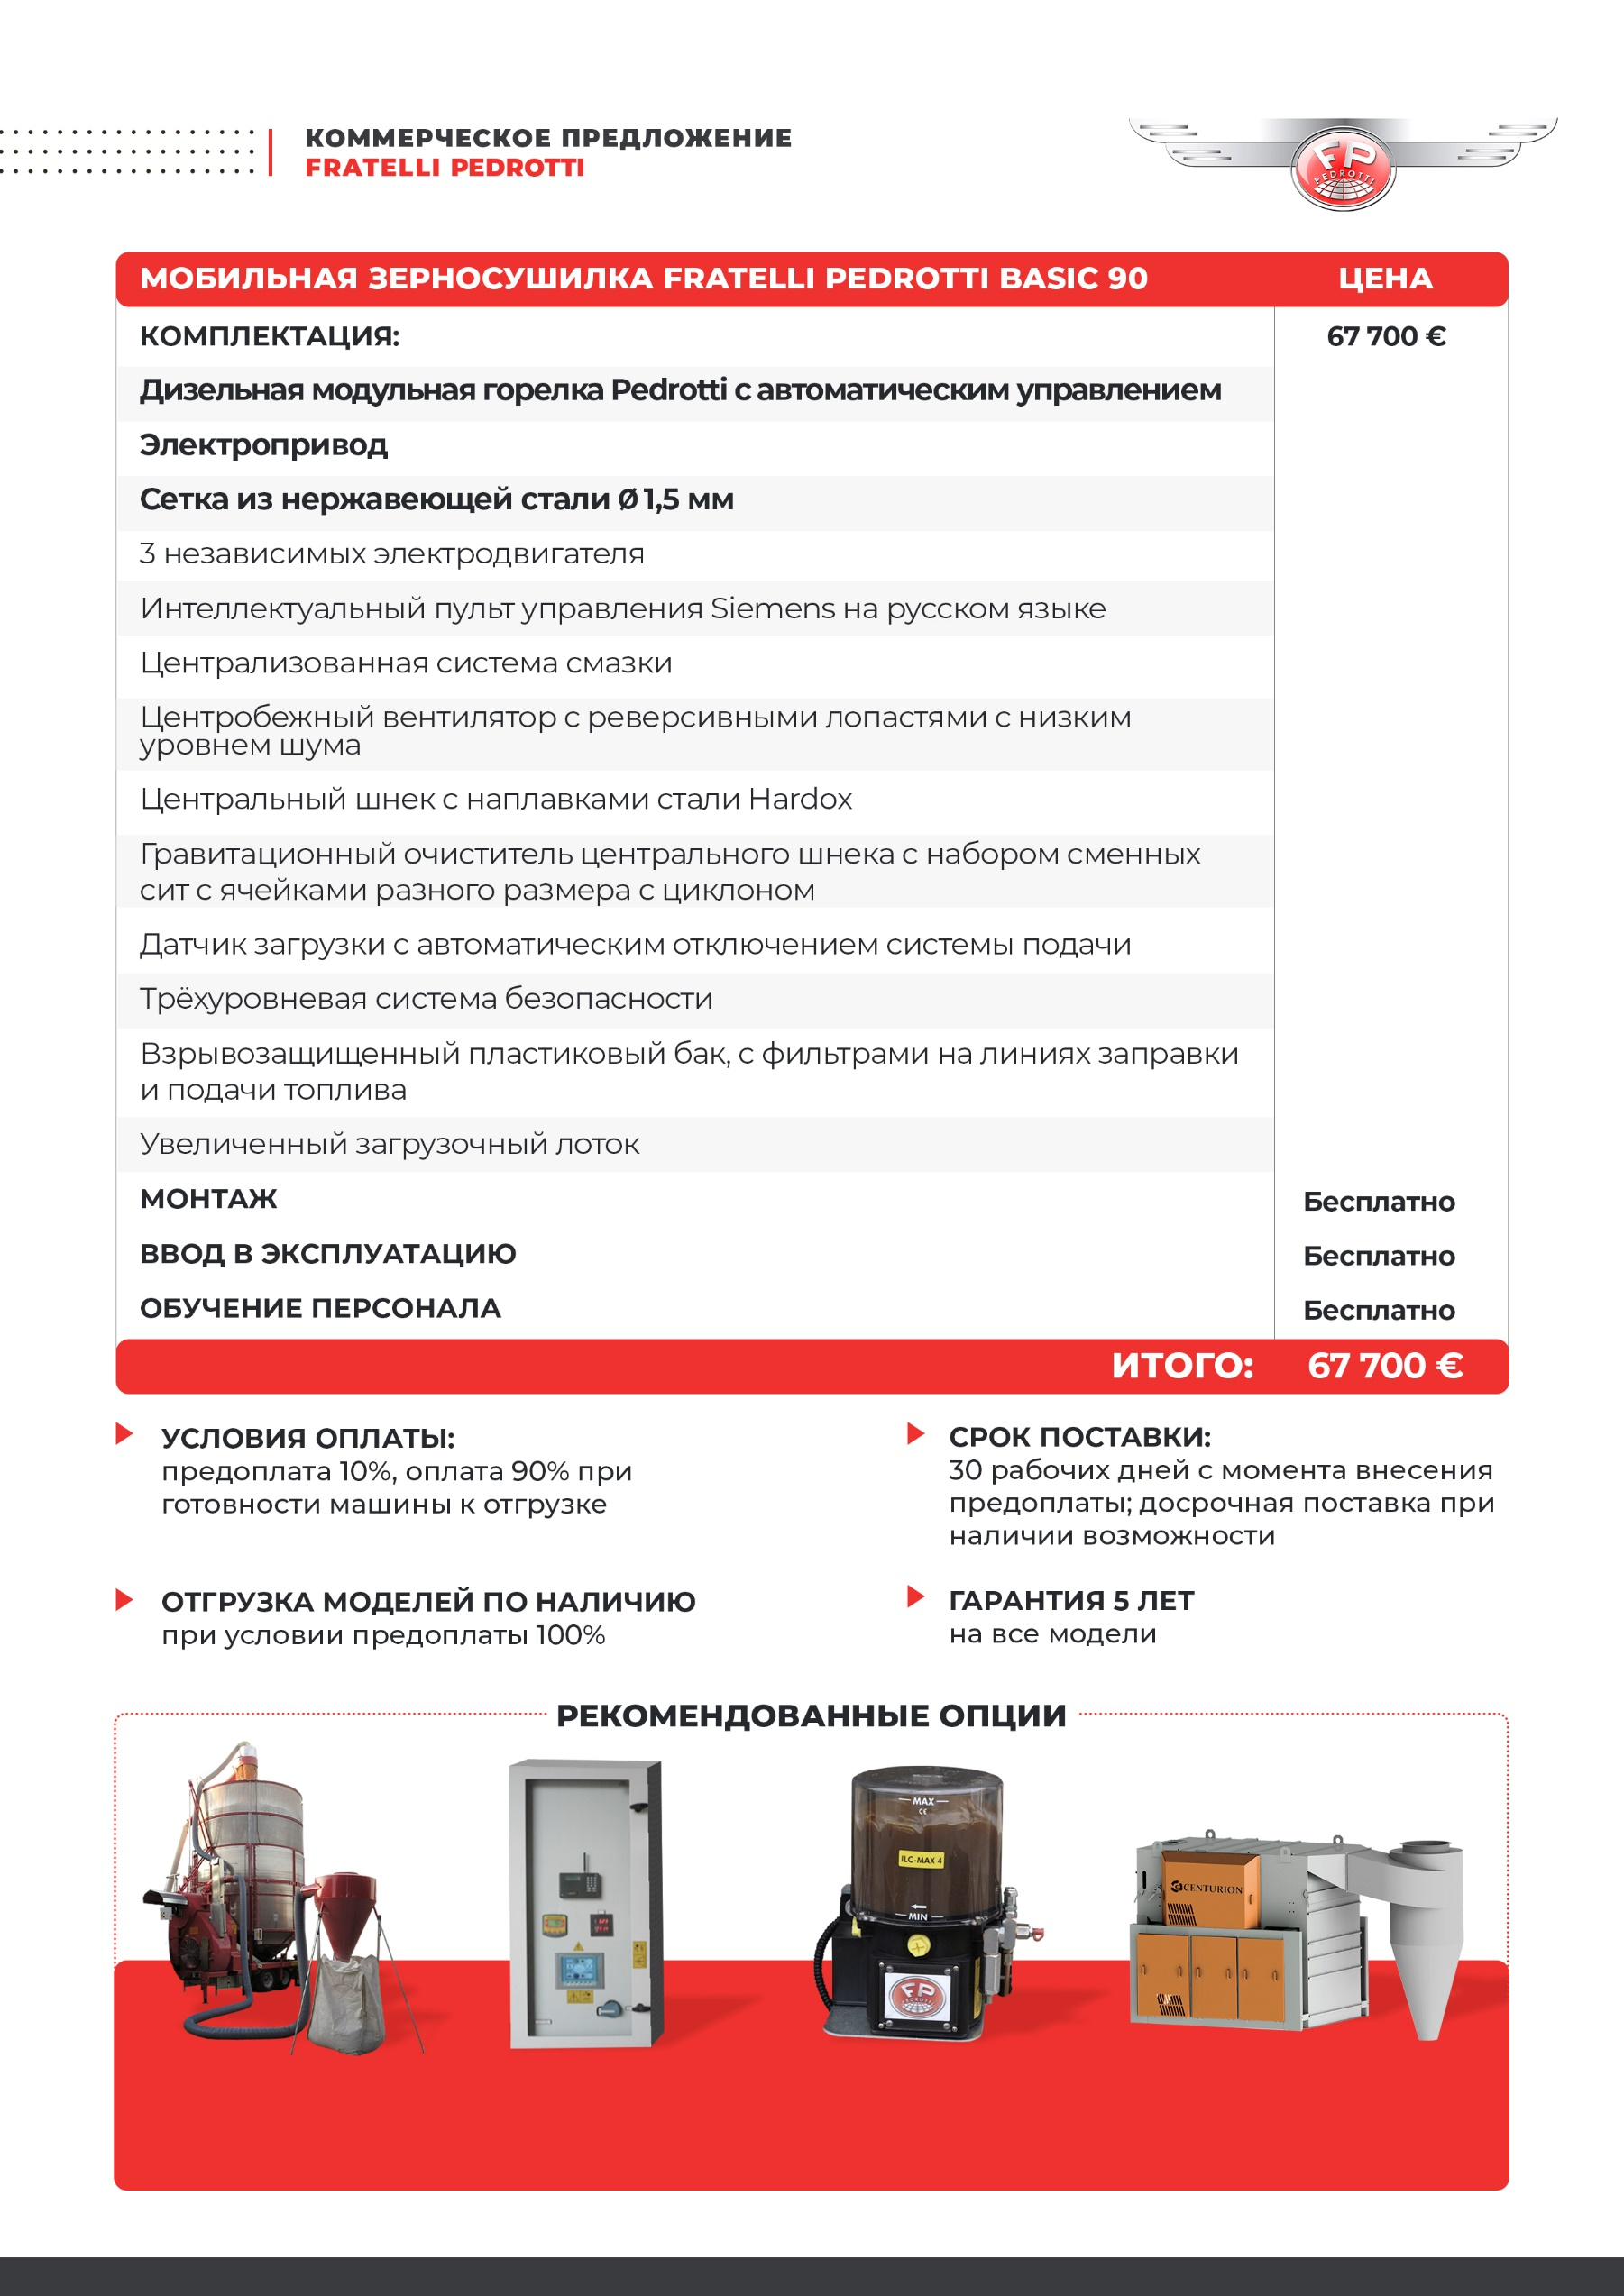 КОММЕРЧЕСКОЕ ПРЕДЛОЖЕНИЕ
FRATELLI PEDROTTI
FP
PEDROTTI
МОБИЛЬНАЯ ЗЕРНОСУШИЛКА FRATELLI PEDROTTI BASIC 90 ЦЕНА
КОМПЛЕКТАЦИЯ: 67 700 €
Дизельная модульная горелка Pedrotti с автоматическим управлением
Электропривод
Сетка из нержавеющей стали Ø 1,5 мм
3 независимых электродвигателя
Интеллектуальный пульт управления Siemens на русском языке
Централизованная система смазки
Центробежный вентилятор с реверсивными лопастями с низким
уровнем шума
Центральный шнек с наплавками стали Hardox
Гравитационный очиститель центрального шнека с набором сменных
сит с ячейками разного размера с циклоном
Датчик загрузки с автоматическим отключением системы подачи
Трёхуровневая система безопасности
Взрывозащищенный пластиковый бак, с фильтрами на линиях заправки
и подачи топлива
Увеличенный загрузочный лоток
МОНТАЖ Бесплатно
ВВОД В ЭКСПЛУАТАЦИЮ Бесплатно
ОБУЧЕНИЕ ПЕРСОНАЛА Бесплатно
ИТОГО: 67 700 €
УСЛОВИЯ ОПЛАТЫ:
предоплата 10%, оплата 90% при
готовности машины к отгрузке
СРОК ПОСТАВКИ:
30 рабочих дней с момента внесения
предоплаты; досрочная поставка при
наличии возможности
ОТГРУЗКА МОДЕЛЕЙ ПО НАЛИЧИЮ
при условии предоплаты 100%
ГАРАНТИЯ 5 ЛЕТ
на все модели
РЕКОМЕНДОВАННЫЕ ОПЦИИ
MAX
CE
ILC-MAX 4
MIN
FP
PEDROTTI
CENTURION